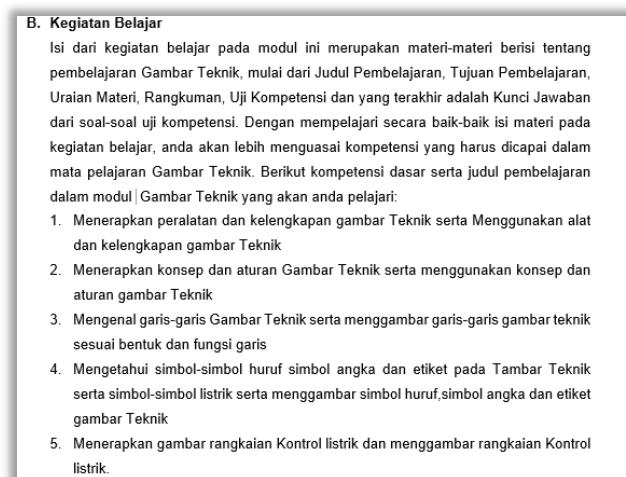 B. Kegiatan Belajar
Isi dari kegiatan belajar pada modul ini merupakan materi-materi berisi tentang
pembelajaran Gambar Teknik, mulai dari Judul Pembelajaran, Tujuan Pembelajaran,
Uraian Materi, Rangkuman, Uji Kompetensi dan yang terakhir adalah Kunci Jawaban
dari soal-soal uji kompetensi. Dengan mempelajari secara baik-baik isi materi pada
kegiatan belajar, anda akan lebih menguasai kompetensi yang harus dicapai dalam
mata pelajaran Gambar Teknik. Berikut kompetensi dasar serta judul pembelajaran
dalam modul Gambar Teknik yang akan anda pelajari:
1. Menerapkan peralatan dan kelengkapan gambar Teknik serta Menggunakan alat
dan kelengkapan gambar Teknik
2. Menerapkan konsep dan aturan Gambar Teknik serta menggunakan konsep dan
aturan gambar Teknik
3. Mengenal garis-garis Gambar Teknik serta menggambar garis-garis gambar teknik
sesuai bentuk dan fungsi garis
4. Mengetahui simbol-simbol huruf simbol angka dan etiket pada Tambar Teknik
serta simbol-simbol listrik serta menggambar simbol huruf,simbol angka dan etiket
gambar Teknik
5. Menerapkan gambar rangkaian Kontrol listrik dan menggambar rangkaian Kontrol
listrik.